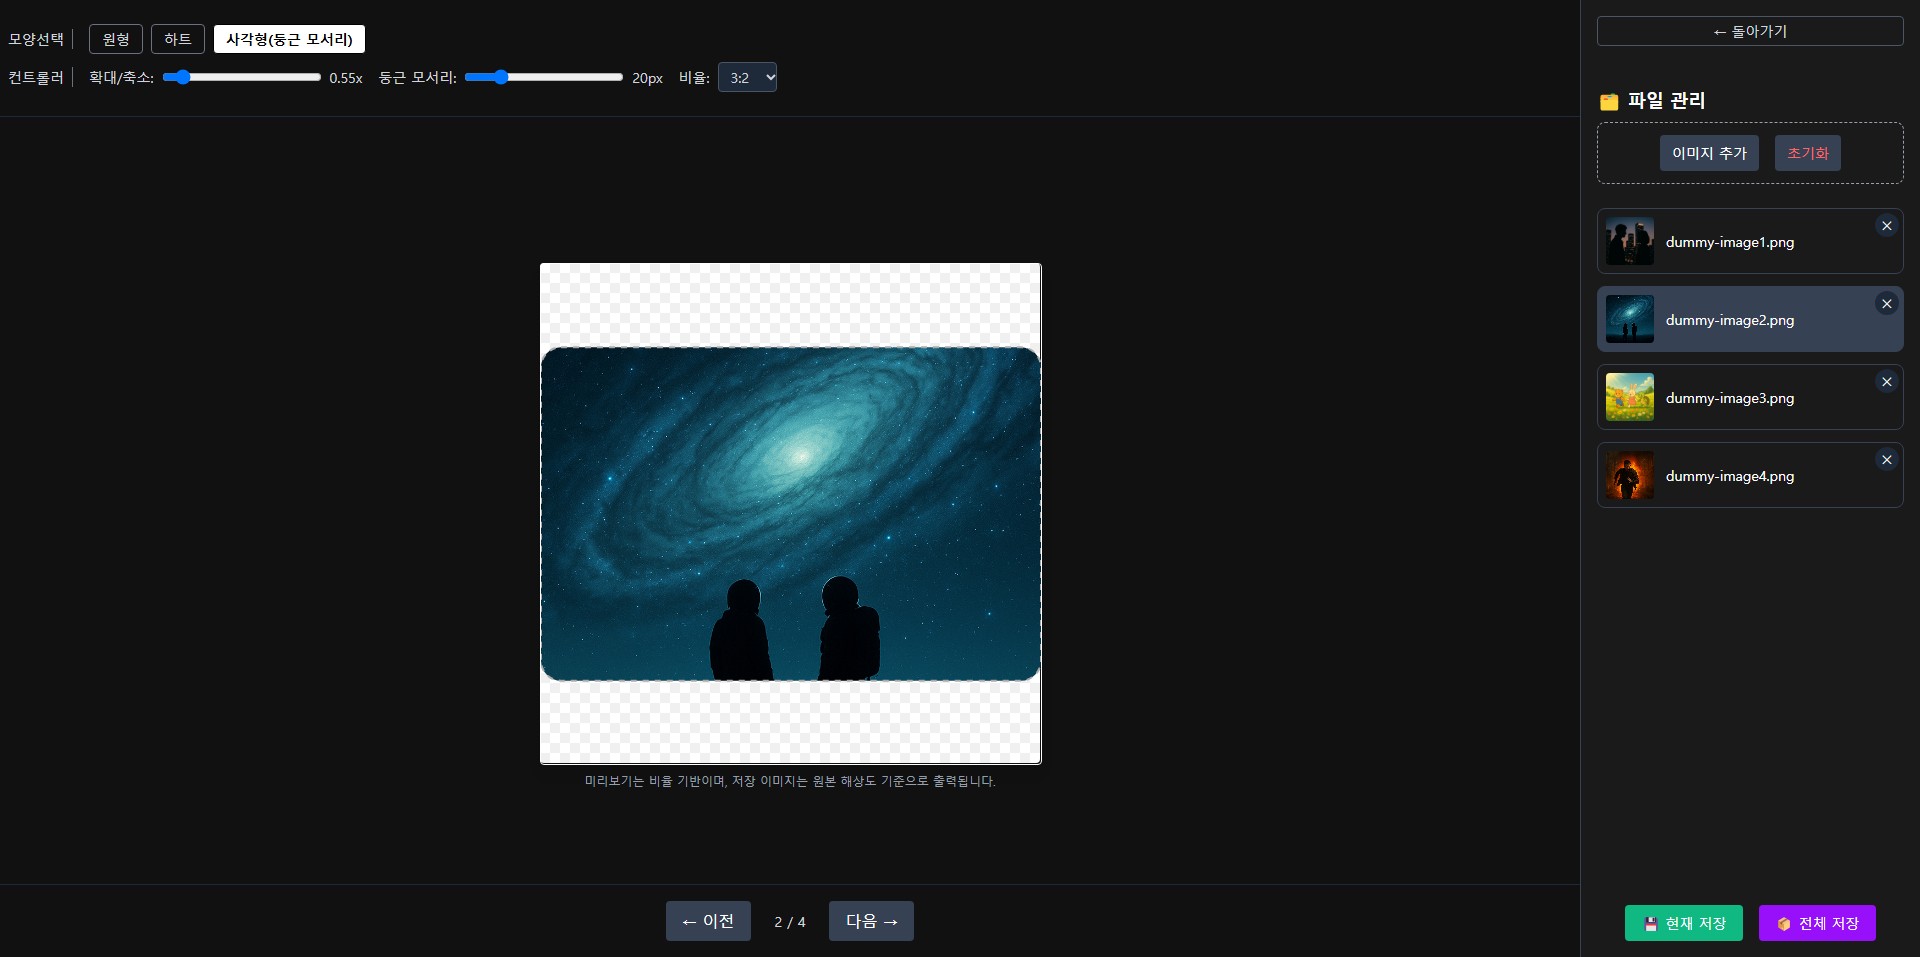 모양선택
원형
하트
사각형(둥근 모서리)
컨트롤러
확대/축소:
0.55x
둥근 모서리:
20px
비율:
3:2
미리보기는 비율 기반이며, 저장 이미지는 원본 해상도 기준으로 출력됩니다.
← 이전
2 / 4
다음 →
← 돌아가기
파일 관리
이미지 추가
초기화
dummy-image1.png
dummy-image2.png
dummy-image3.png
dummy-image4.png
현재 저장
전체 저장